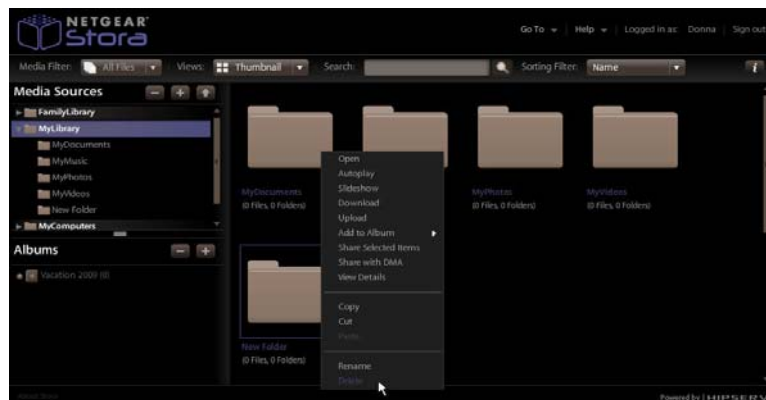 NETGEAR
Stora
Go To Help Logged in as: Donna Sign out
Media Filter: All Files Views: Thumbnail Search: Sorting Filter: Name i
Media Sources
FamilyLibrary
MyLibrary
MyDocuments
MyMusic
MyPhotos
MyVideos
New Folder
MyComputers
Albums
Vacation 2009 (0)
MyDocuments
(0 Files, 0 Folders)
MyPhotos
(0 Files, 0 Folders)
MyVideos
(0 Files, 0 Folders)
New Folder
(0 Files, 0 Folders)
Open
Autoplay
Slideshow
Download
Upload
Add to Album
Share Selected Items
Share with DMA
View Details
Copy
Cut
Paste
Rename
Delete
About Stora
Powered by HIPSERV